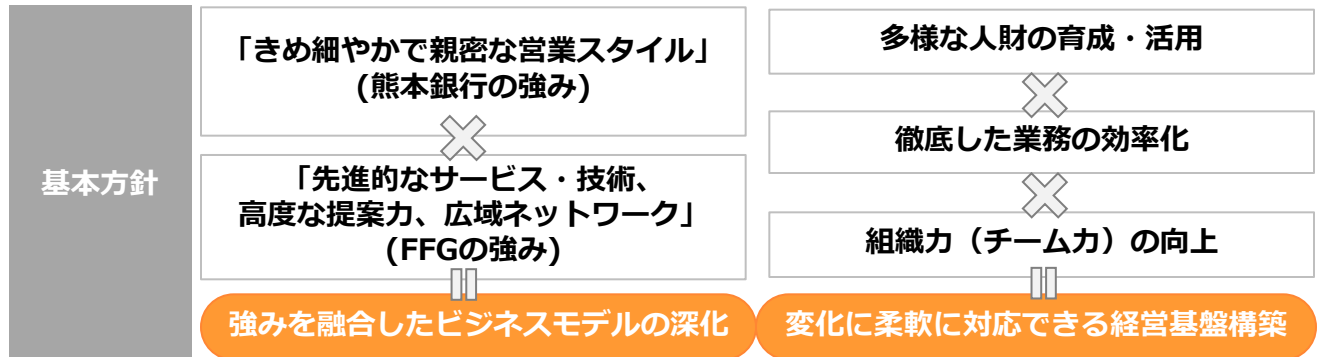 基本方針
「きめ細やかで親密な営業スタイル」
(熊本銀行の強み)
「先進的なサービス・技術、
高度な提案力、広域ネットワーク」
(FFGの強み)
強みを融合したビジネスモデルの深化
多様な人財の育成・活用
徹底した業務の効率化
組織力（チーム力）の向上
変化に柔軟に対応できる経営基盤構築